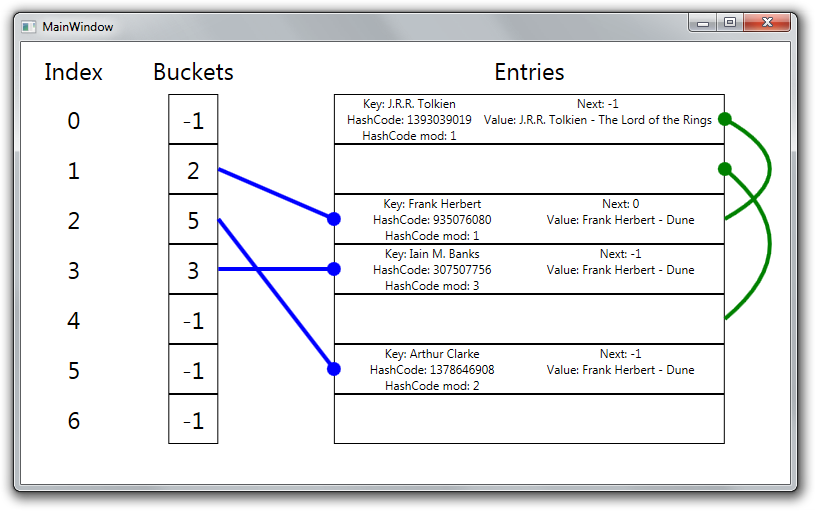 MainWindow
Index Buckets Entries
0 -1
Key: J.R.R. Tolkien Next: -1
HashCode: 1393039019 Value: J.R.R. Tolkien - The Lord of the Rings
HashCode mod: 1
1 2
2 5
Key: Frank Herbert Next: 0
HashCode: 935076080 Value: Frank Herbert - Dune
HashCode mod: 1
3 3
Key: Iain M. Banks Next: -1
HashCode: 307507756 Value: Frank Herbert - Dune
HashCode mod: 3
4 -1
5 -1
Key: Arthur Clarke Next: -1
HashCode: 1378646908 Value: Frank Herbert - Dune
HashCode mod: 2
6 -1